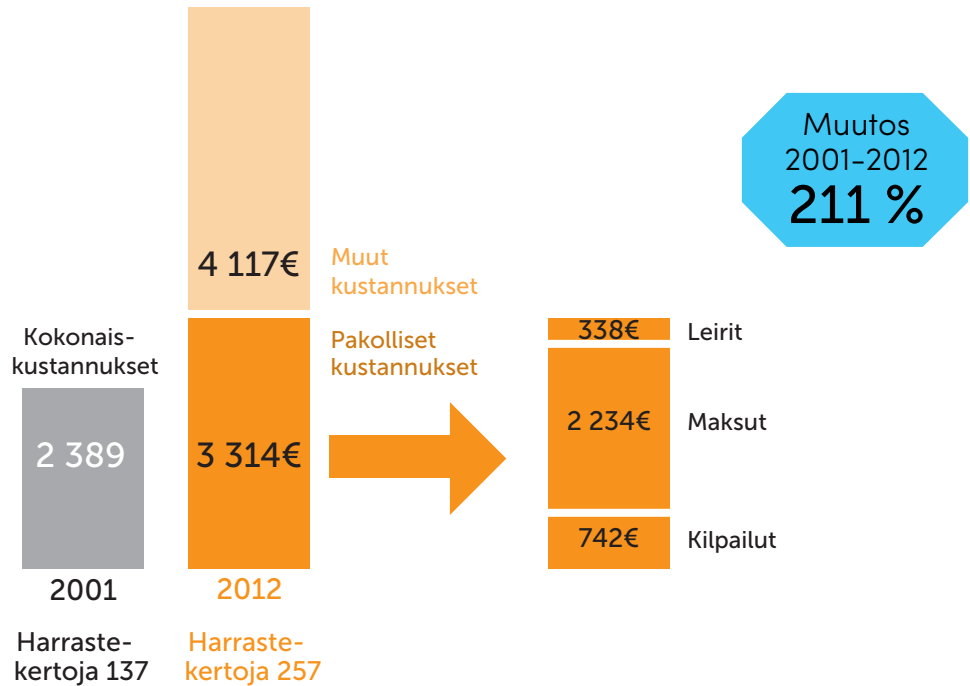 Muutos
2001–2012
211 %
4 117€
Muut
kustannukset
Kokonais-
kustannukset
2 389
Pakolliset
kustannukset
3 314€
338€
Leirit
2 234€
Maksut
742€
Kilpailut
2001
2012
Harraste-
kertoja 137
Harraste-
kertoja 257